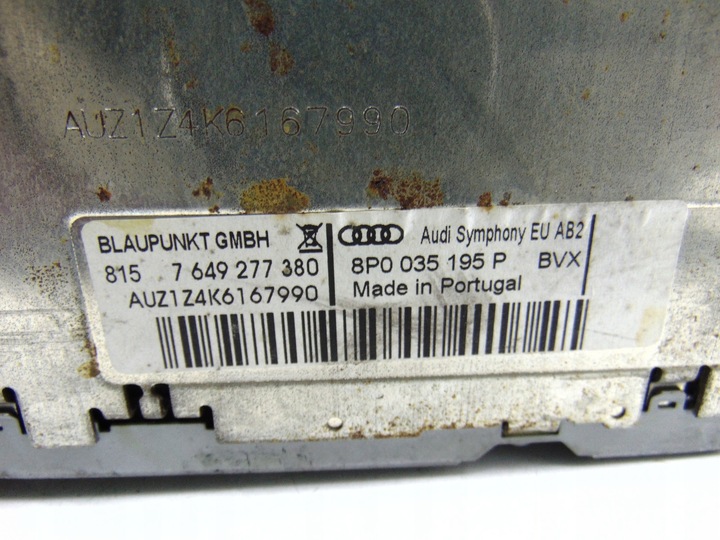 AUZ1Z4K6167990
BLAUPUNKT GMBH
815 7 649 277 380
AUZ1Z4K6167990
Audi Symphony EU AB2
8P0 035 195 P BVX
Made in Portugal